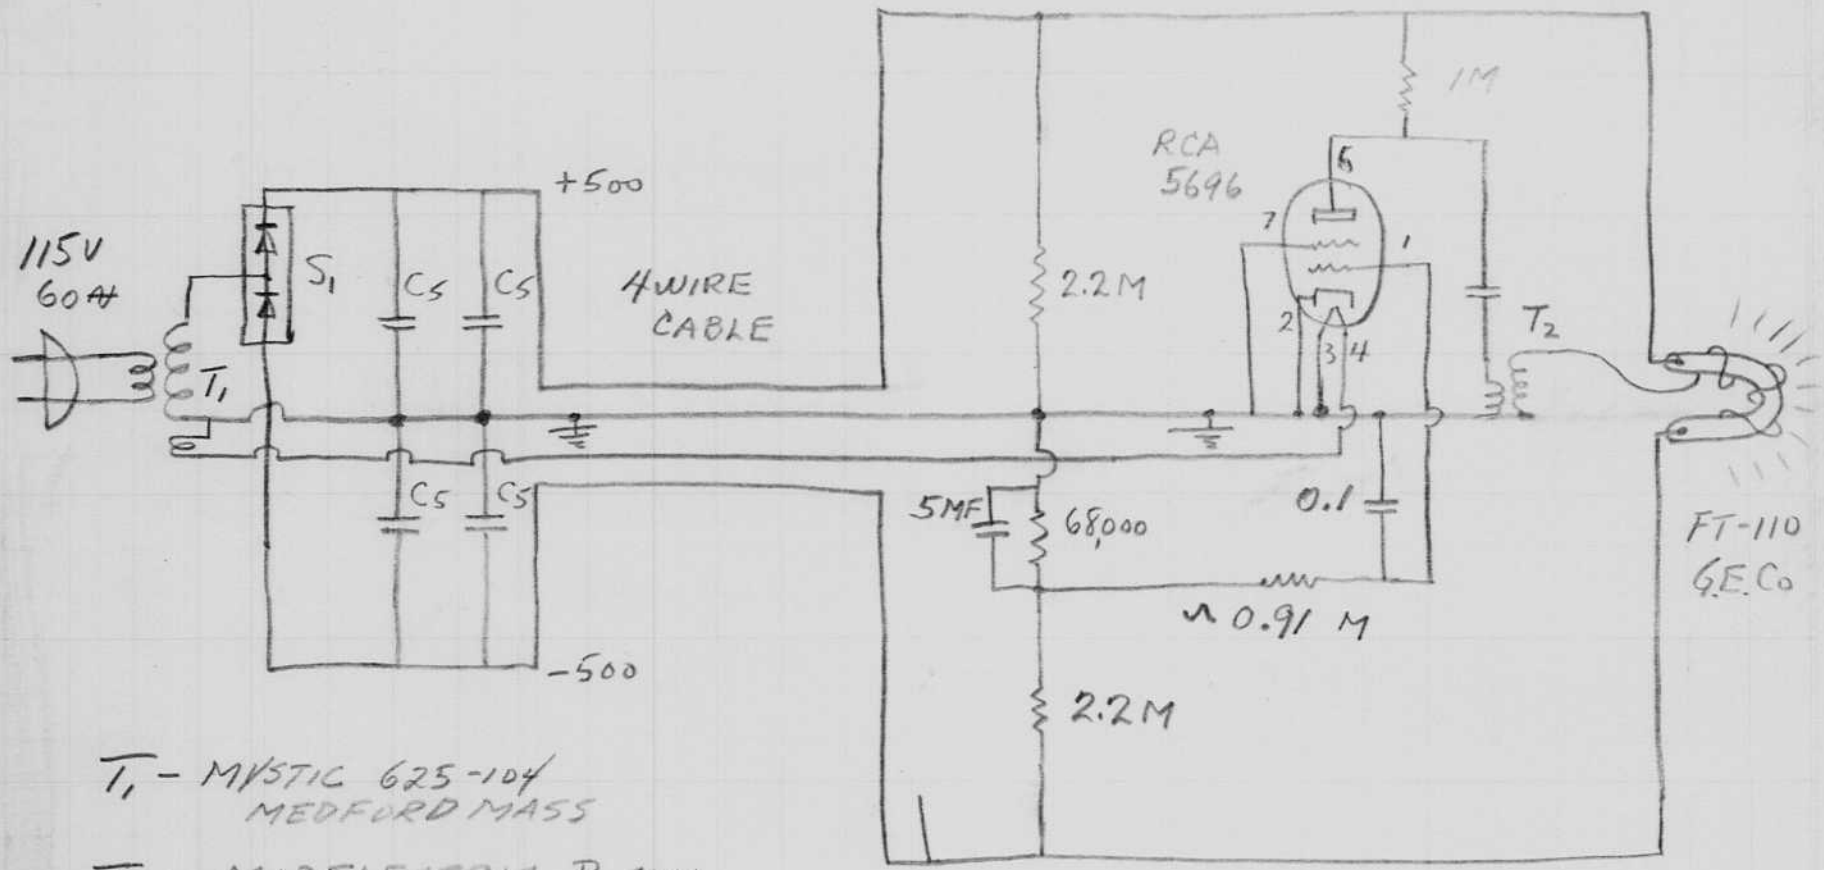 115V
60~
T₁
S₁
+500
C5
C5
C5
C5
-500
4 WIRE
CABLE
2.2M
5MF
68,000
2.2M
~ 0.91 M
0.1
RCA
5696
1M
6
7
1
2
3
4
T₂
FT-110
G.E. Co
T₁ - MYSTIC 625-104
MEDFORD MASS